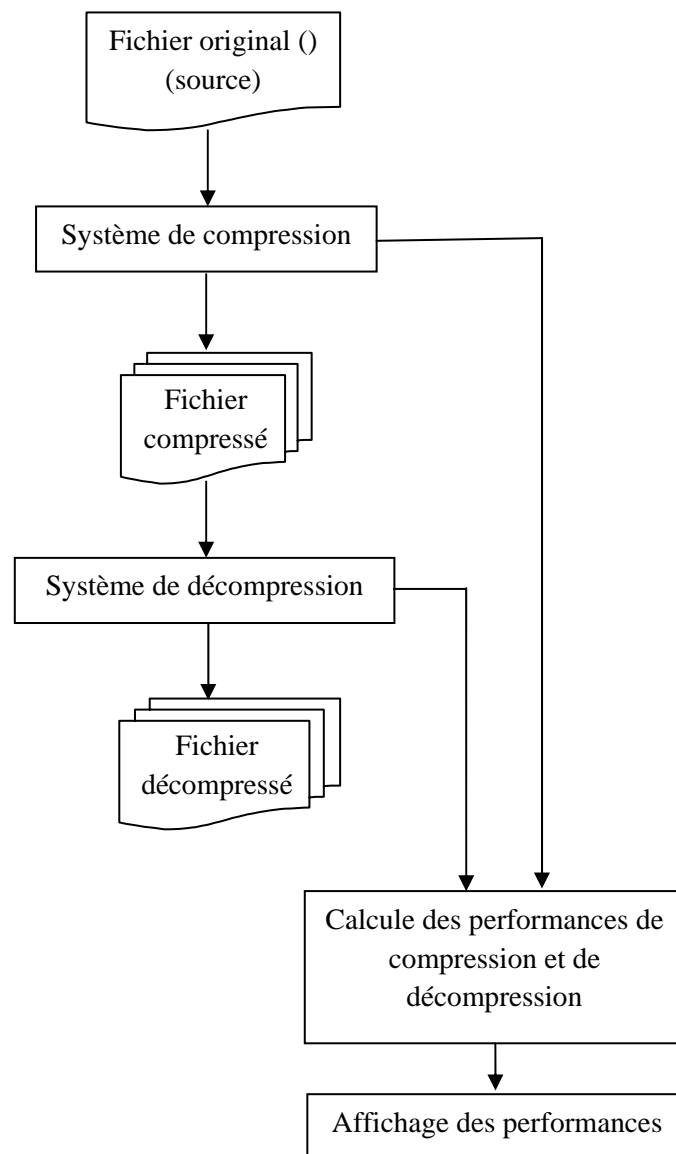 Fichier original ()
(source)
Système de compression
Fichier
compressé
Système de décompression
Fichier
décompressé
Calcule des performances de
compression et de
décompression
Affichage des performances